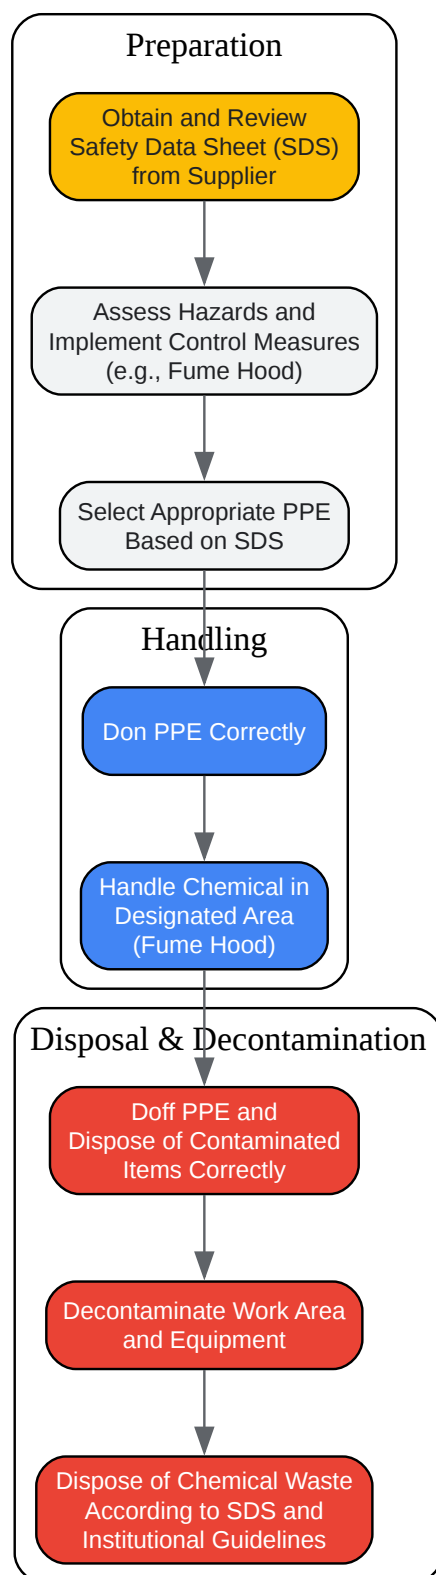 Preparation
Obtain and Review
Safety Data Sheet (SDS)
from Supplier
Assess Hazards and
Implement Control Measures
(e.g., Fume Hood)
Select Appropriate PPE
Based on SDS
Handling
Don PPE Correctly
Handle Chemical in
Designated Area
(Fume Hood)
Disposal & Decontamination
Doff PPE and
Dispose of Contaminated
Items Correctly
Decontaminate Work Area
and Equipment
Dispose of Chemical Waste
According to SDS and
Institutional Guidelines